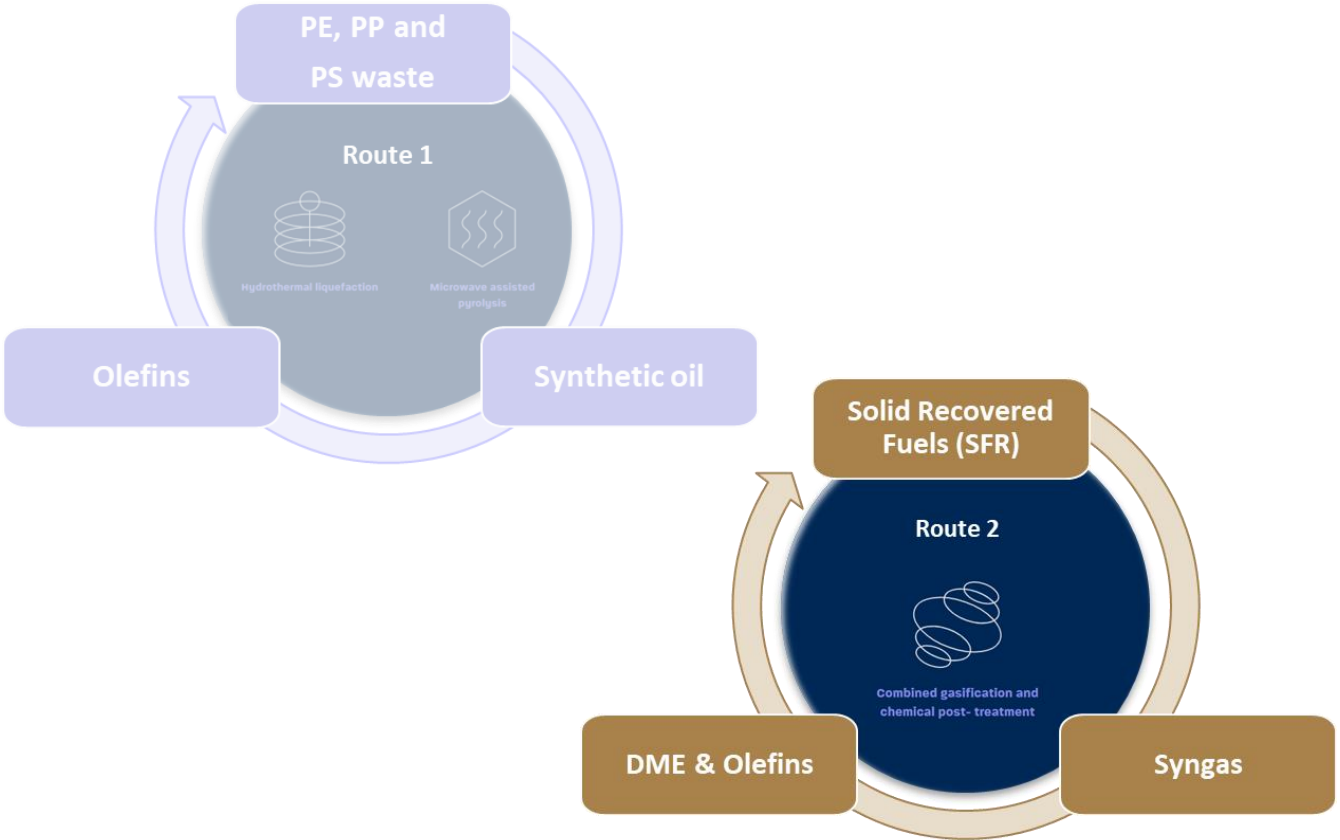 PE, PP and
PS waste
Route 1
Hydrothermal liquefaction
Microwave assisted
pyrolysis
Olefins
Synthetic oil
Solid Recovered
Fuels (SFR)
Route 2
Combined gasification and
chemical post- treatment
DME & Olefins
Syngas